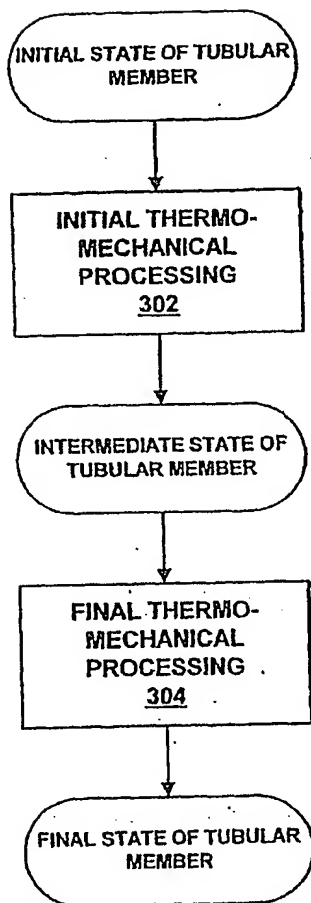 INITIAL STATE OF TUBULAR
MEMBER
INITIAL THERMO-
MECHANICAL
PROCESSING
302
INTERMEDIATE STATE OF
TUBULAR MEMBER
FINAL THERMO-
MECHANICAL
PROCESSING
304
FINAL STATE OF TUBULAR
MEMBER